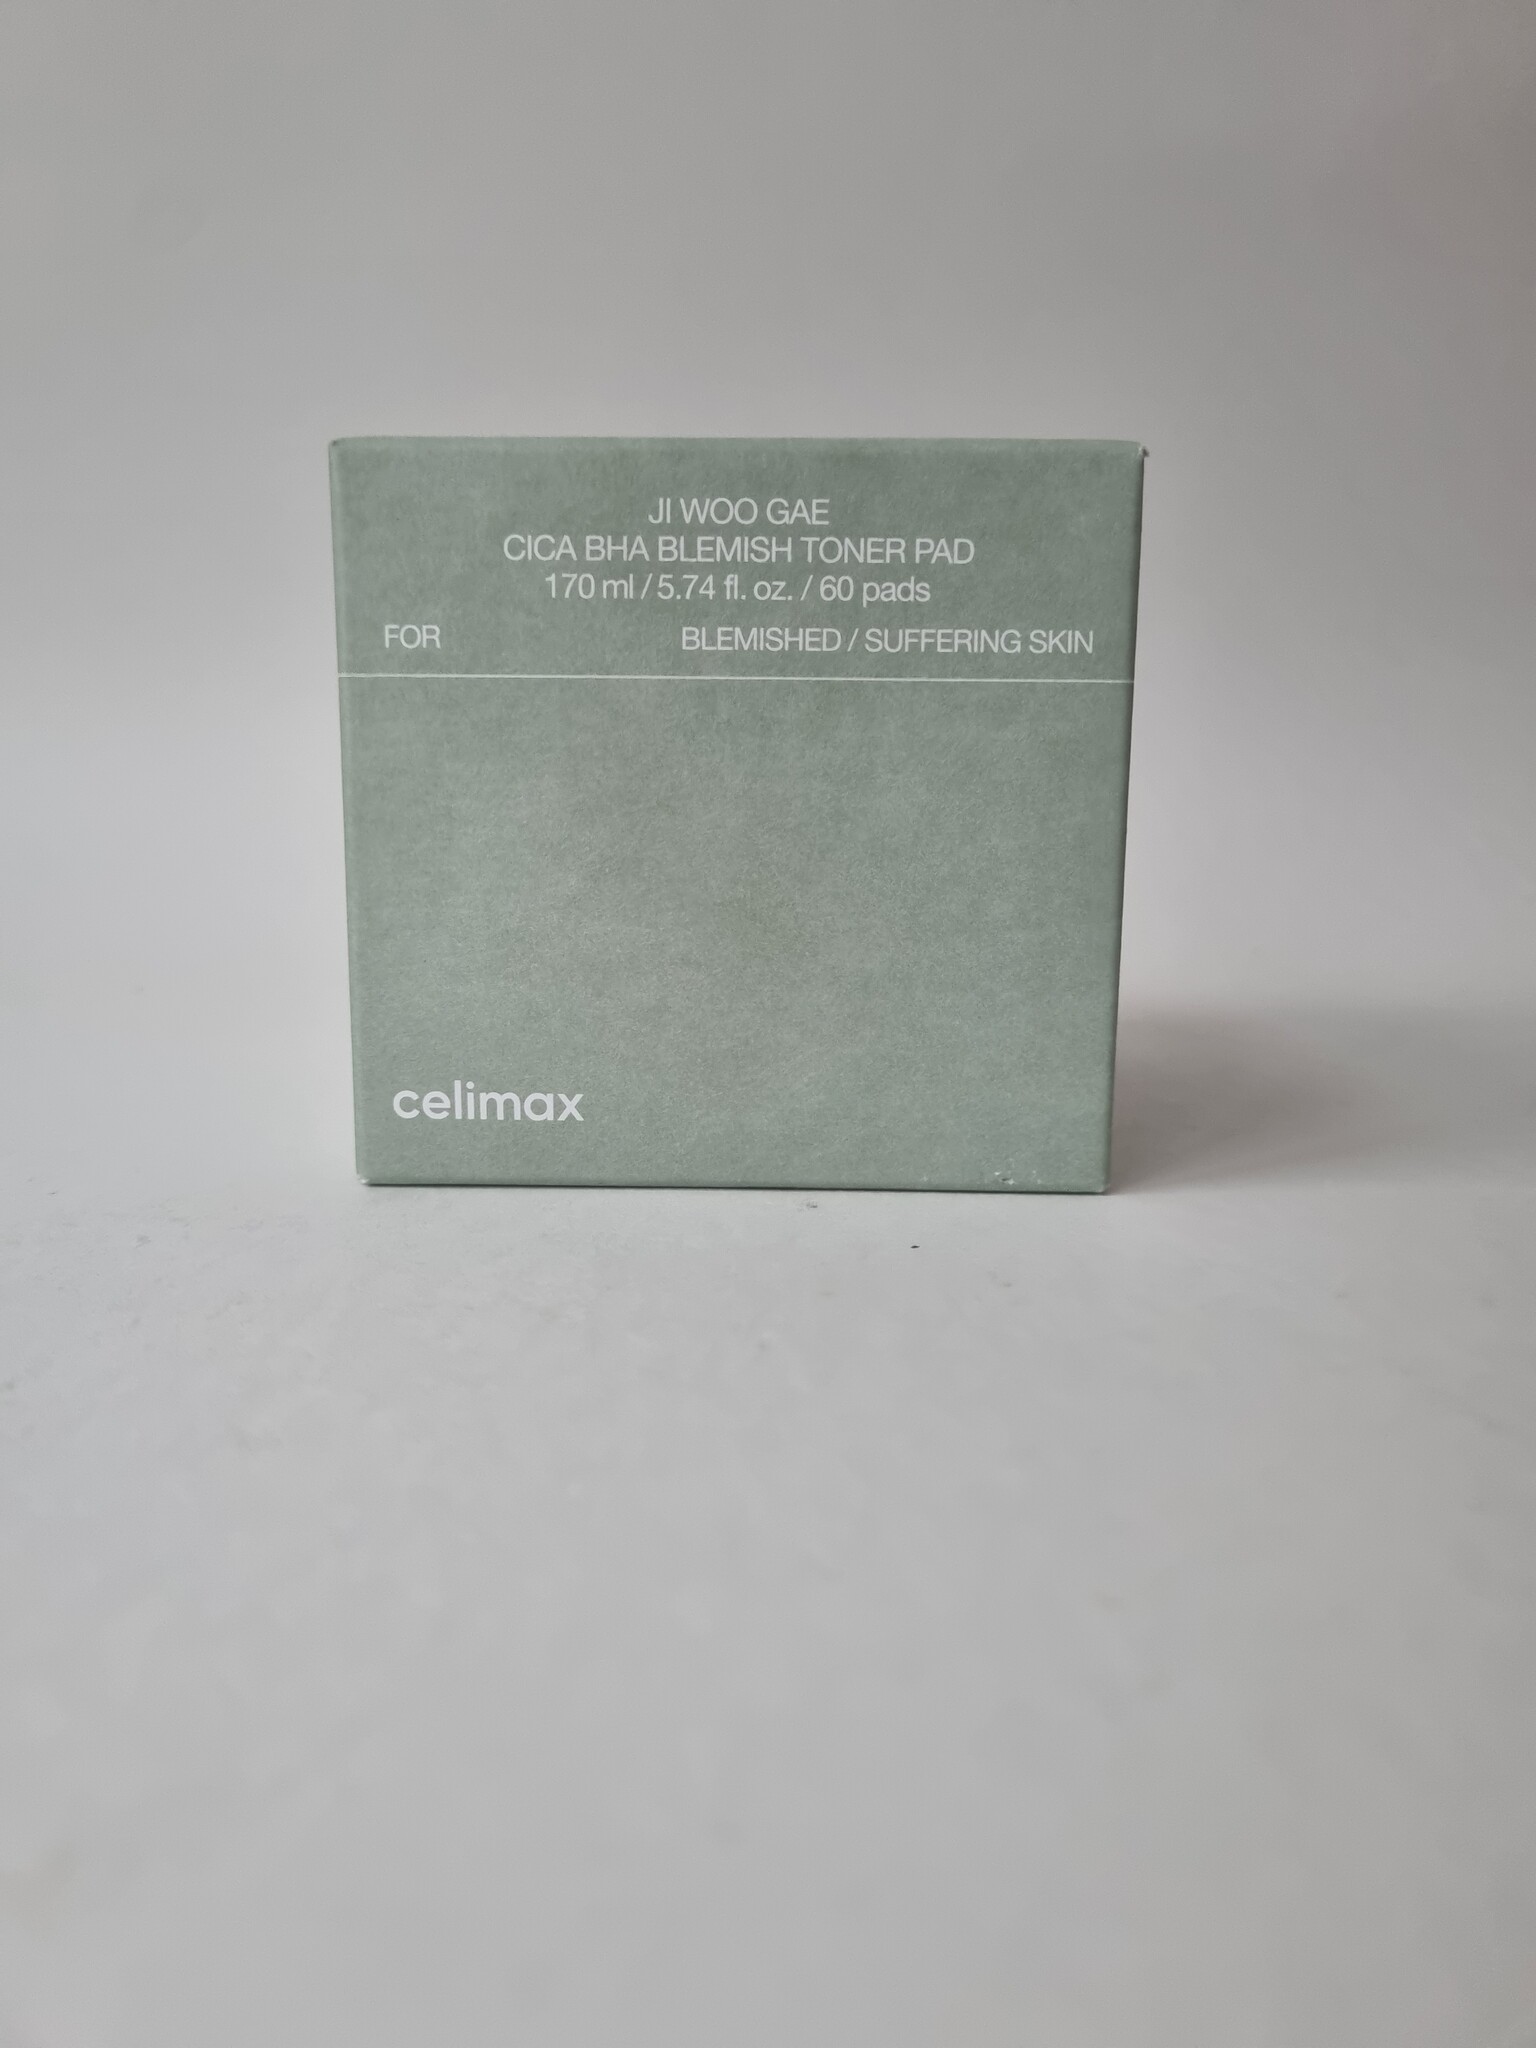 JI WOO GAE
CICA BHA BLEMISH TONER PAD
170 ml / 5.74 fl. oz. / 60 pads
FOR BLEMISHED / SUFFERING SKIN
celimax